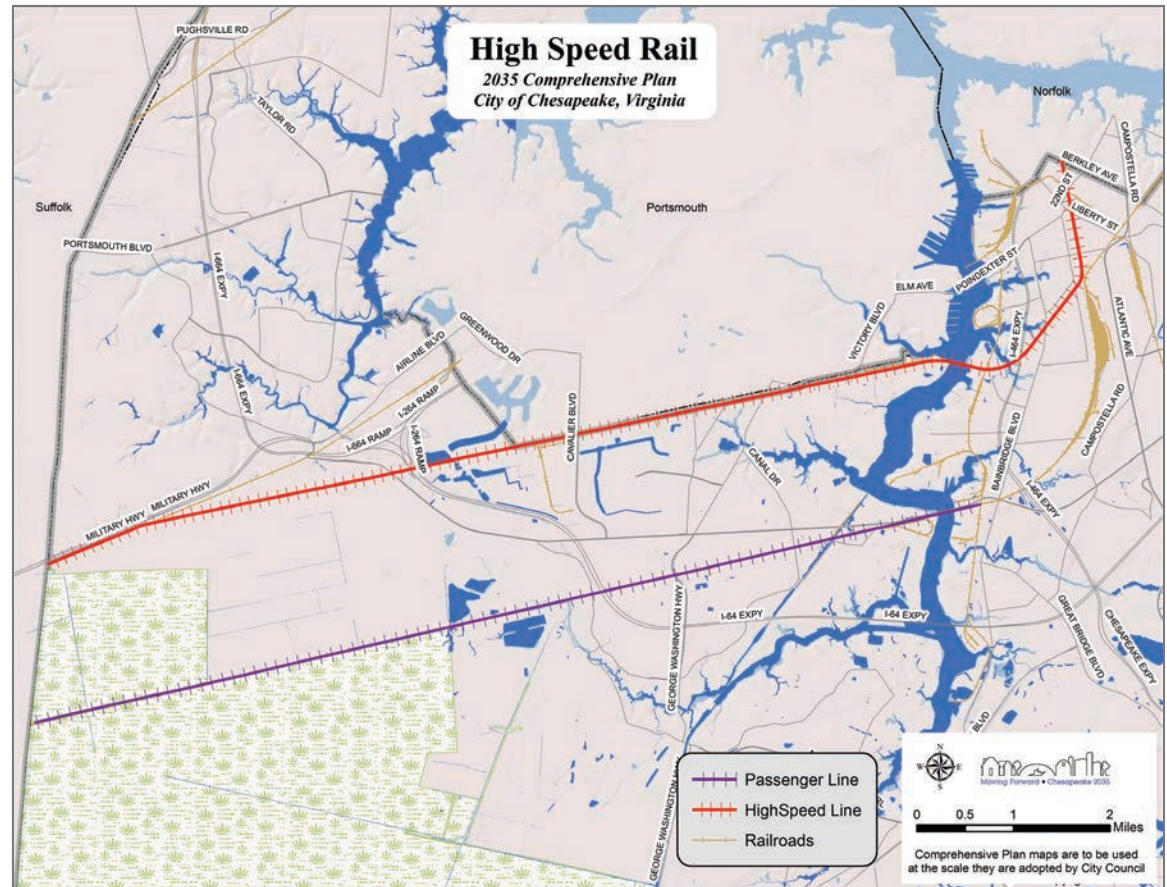 High Speed Rail
2035 Comprehensive Plan
City of Chesapeake, Virginia
PUGHSVILLE RD
TAYLOR RD
Norfolk
CAMPOSTELLA RD
BERKLEY AVE
22ND ST
LIBERTY ST
Suffolk
Portsmouth
PORTSMOUTH BLVD
I-664 EXPY
POINDEXTER ST
ELM AVE
VICTORY BLVD
I-464 EXPY
ATLANTIC AVE
GREENWOOD DR
AIRLINE BLVD
I-264 RAMP
I-664 EXPY
I-664 RAMP
I-264 RAMP
CAVALIER BLVD
CAMPOSTELLA RD
CANAL DR
BAINBRIDGE BLVD
I-464 EXPY
MILITARY HWY
MILITARY HWY
GEORGE WASHINGTON HWY
I-64 EXPY
I-64 EXPY
GREAT BRIDGE BLVD
CHESAPEAKE EXPY
BLVD
GEORGE WASHINGTON
Passenger Line
HighSpeed Line
Railroads
N
W
E
S
Moving Forward • Chesapeake 2035
0 0.5 1 2
Miles
Comprehensive Plan maps are to be used
at the scale they are adopted by City Council